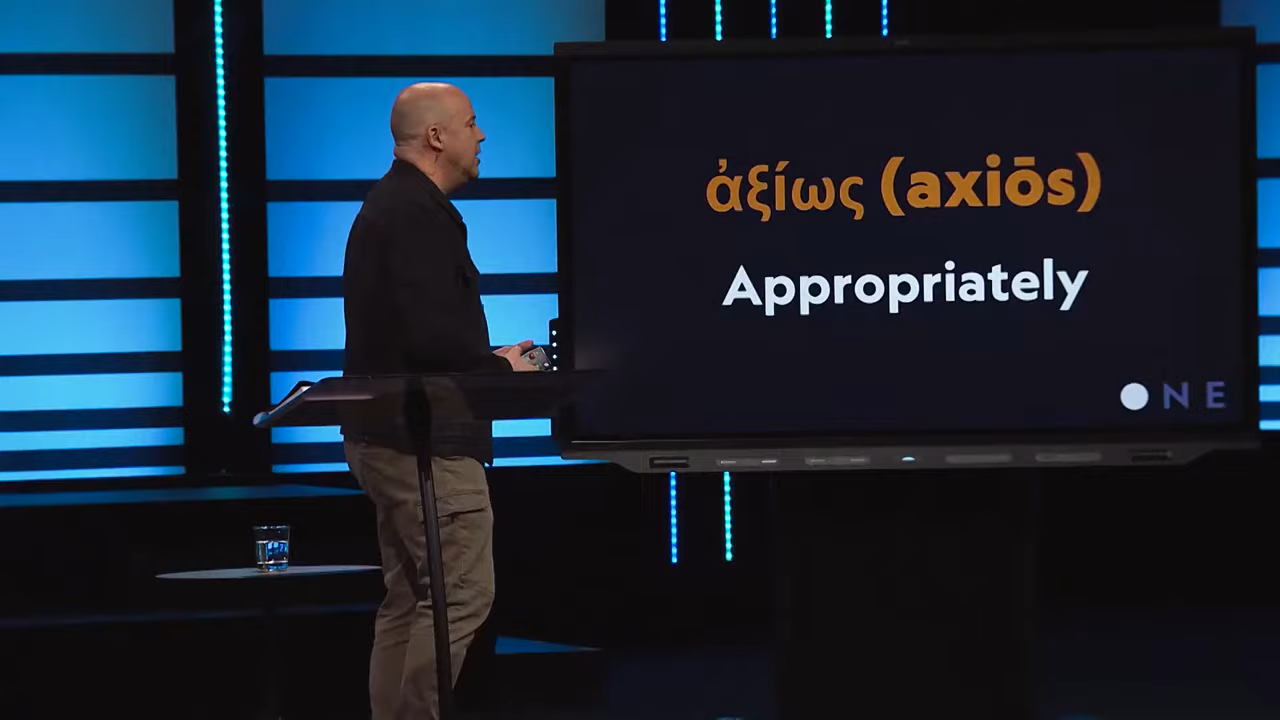 ἀξίως (axiōs)
Appropriately
ONE